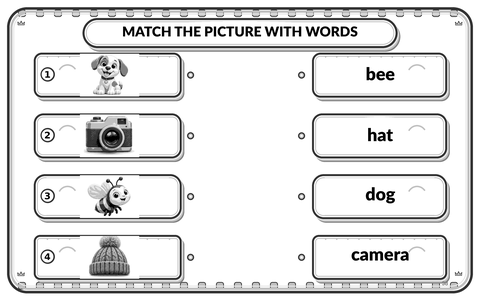 MATCH THE PICTURE WITH WORDS
1
bee
2
hat
3
dog
4
camera